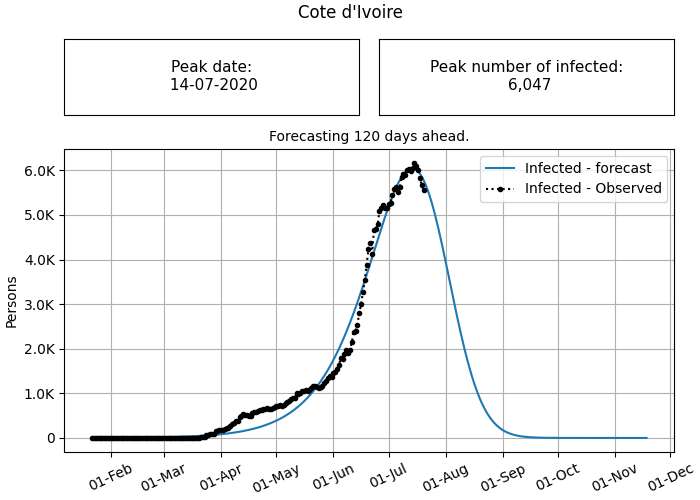 Cote d'Ivoire
Peak date:
14-07-2020
Peak number of infected:
6,047
Forecasting 120 days ahead.
Infected - forecast
Infected - Observed
Persons
6.0K
5.0K
4.0K
3.0K
2.0K
1.0K
0
01-Feb
01-Mar
01-Apr
01-May
01-Jun
01-Jul
01-Aug
01-Sep
01-Oct
01-Nov
01-Dec